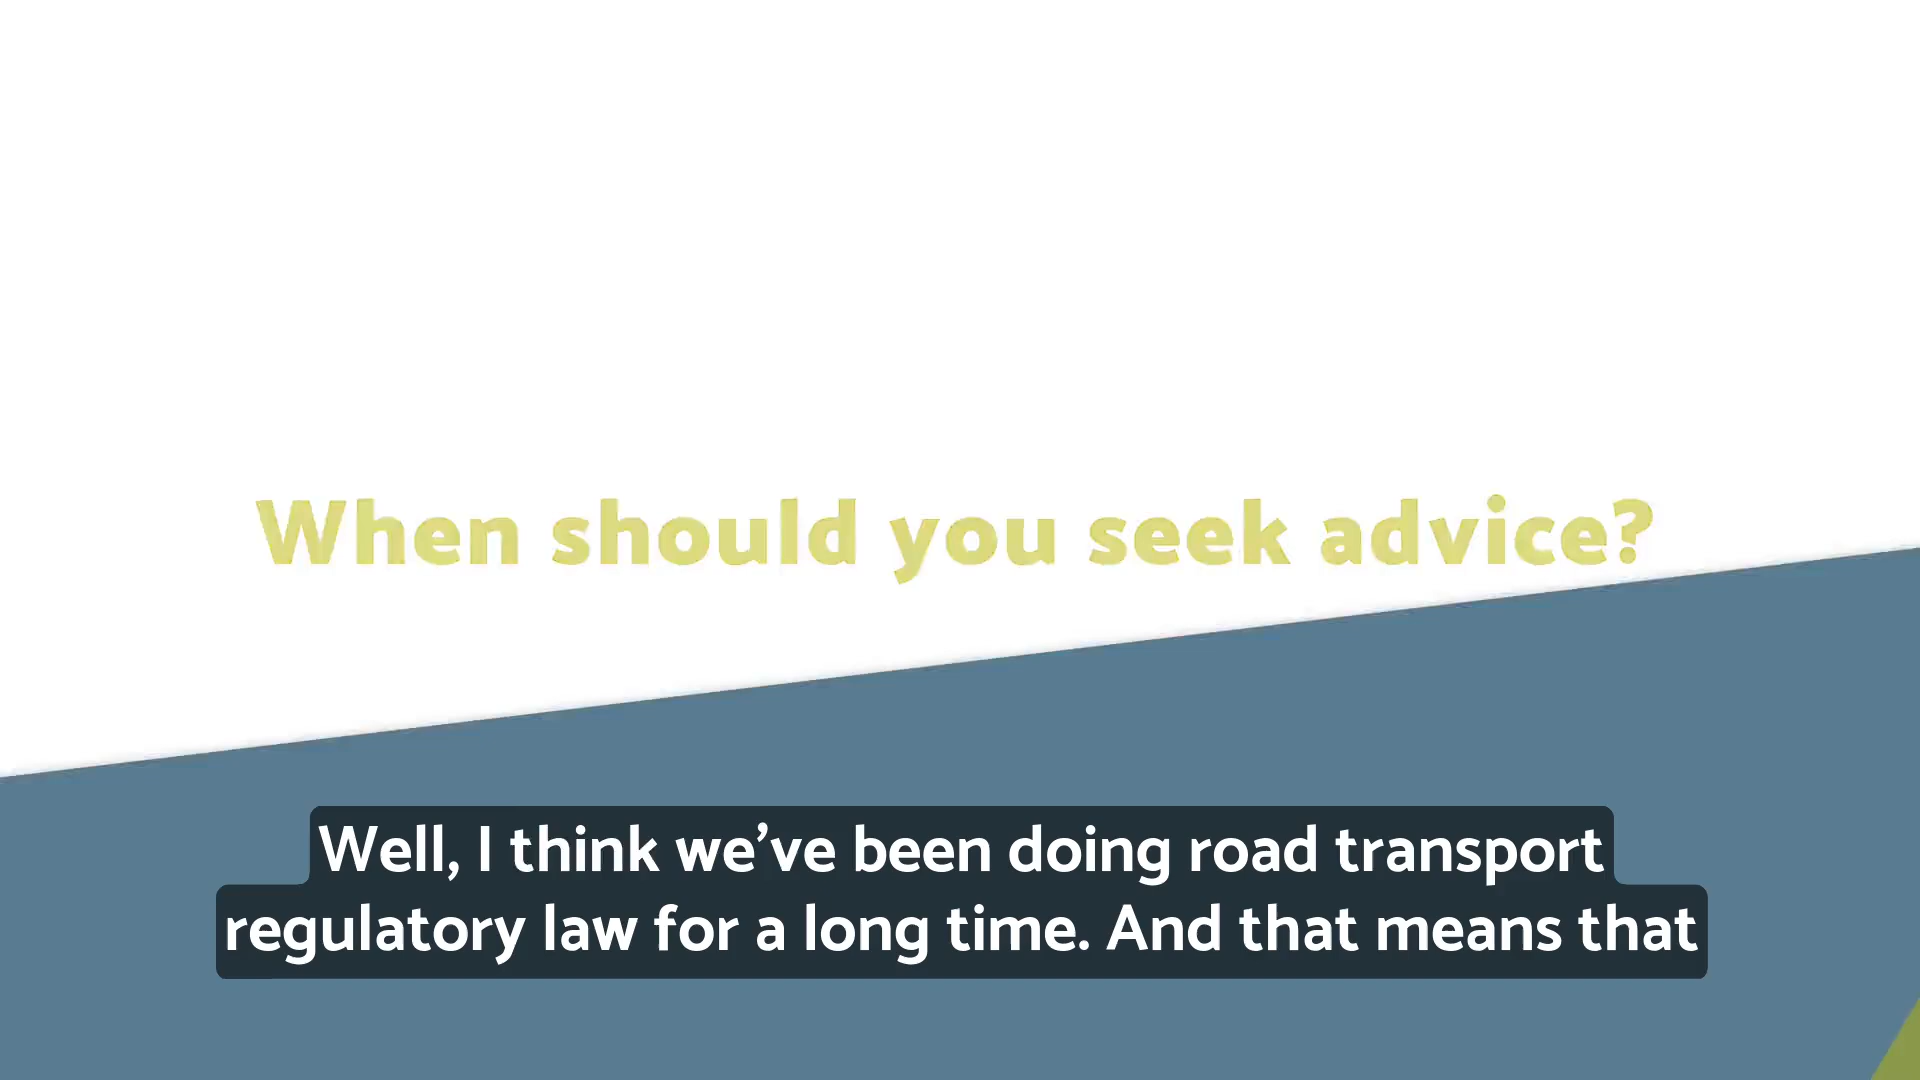 When should you seek advice?
Well, I think we’ve been doing road transport
regulatory law for a long time. And that means that